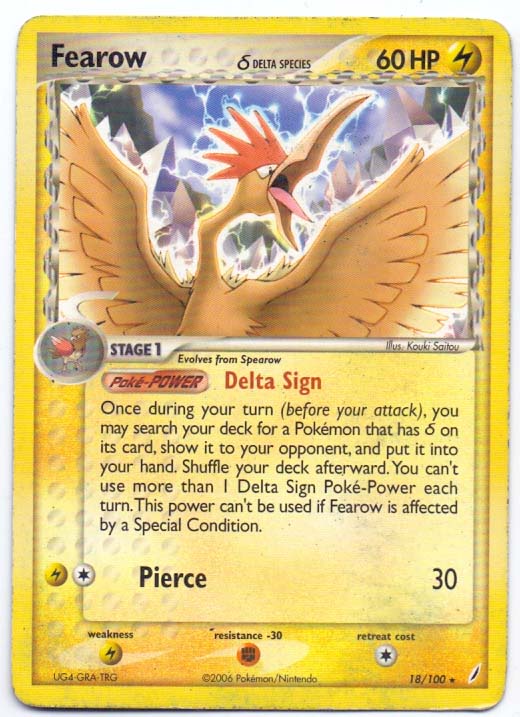 Fearow δ DELTA SPECIES 60 HP
Illus. Kouki Saitou
STAGE 1
Evolves from Spearow
Poké-POWER Delta Sign
Once during your turn (before your attack), you
may search your deck for a Pokémon that has δ on
its card, show it to your opponent, and put it into
your hand. Shuffle your deck afterward. You can't
use more than 1 Delta Sign Poké-Power each
turn. This power can't be used if Fearow is affected
by a Special Condition.
Pierce 30
weakness resistance -30 retreat cost
UG4-GRA-TRG ©2006 Pokémon/Nintendo 18/100 ★